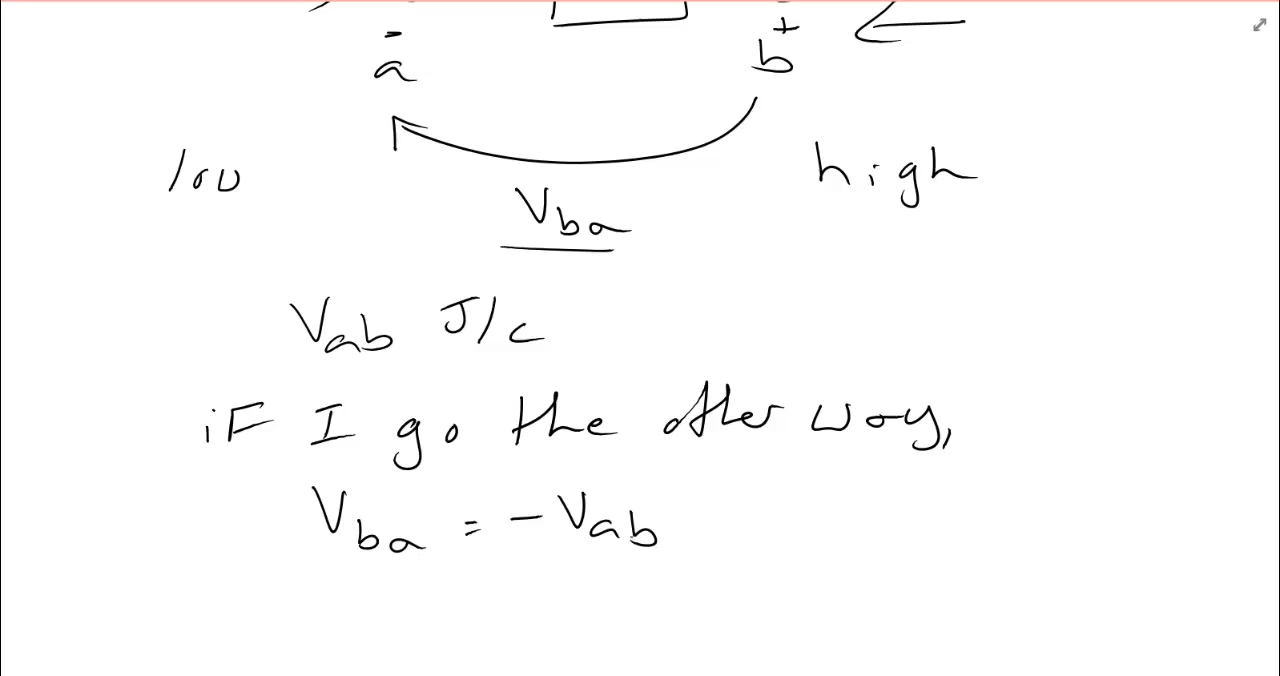 - +
a b
low high
Vba
Vab J/c
iF I go the other way,
Vba = - Vab